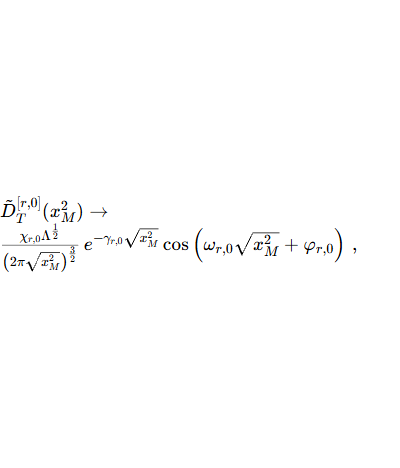 \tilde{D}_T^{[r,0]}(x_M^2) \to
\frac{\chi_{r,0}\Lambda^{\frac{1}{2}}}{\left(2\pi\sqrt{x_M^2}\right)^{\frac{3}{2}}} e^{-\gamma_{r,0}\sqrt{x_M^2}} \cos\left(\omega_{r,0}\sqrt{x_M^2}+\varphi_{r,0}\right) ,